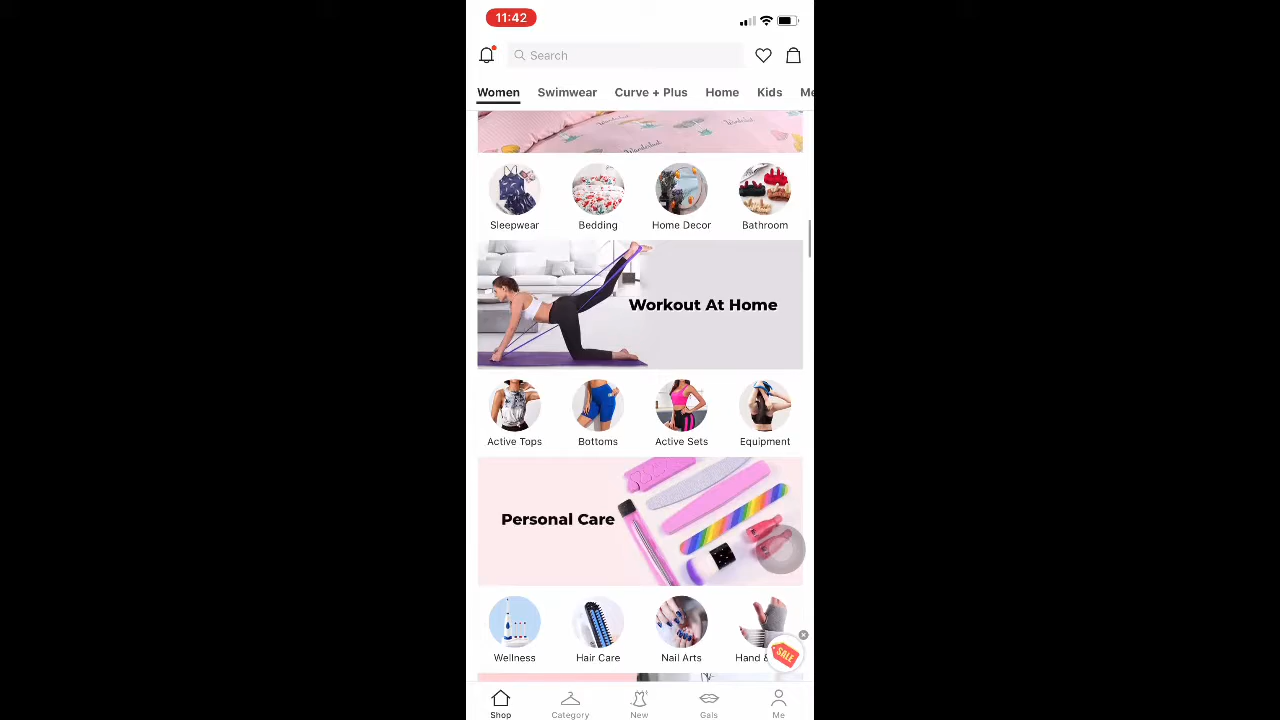 11:42
Search
Women Swimwear Curve + Plus Home Kids Me
Wanderlust Wanderlust
Sleepwear Bedding Home Decor Bathroom
Workout At Home
Active Tops Bottoms Active Sets Equipment
Personal Care
Wellness Hair Care Nail Arts Hand &
SALE
Shop Category New Gals Me